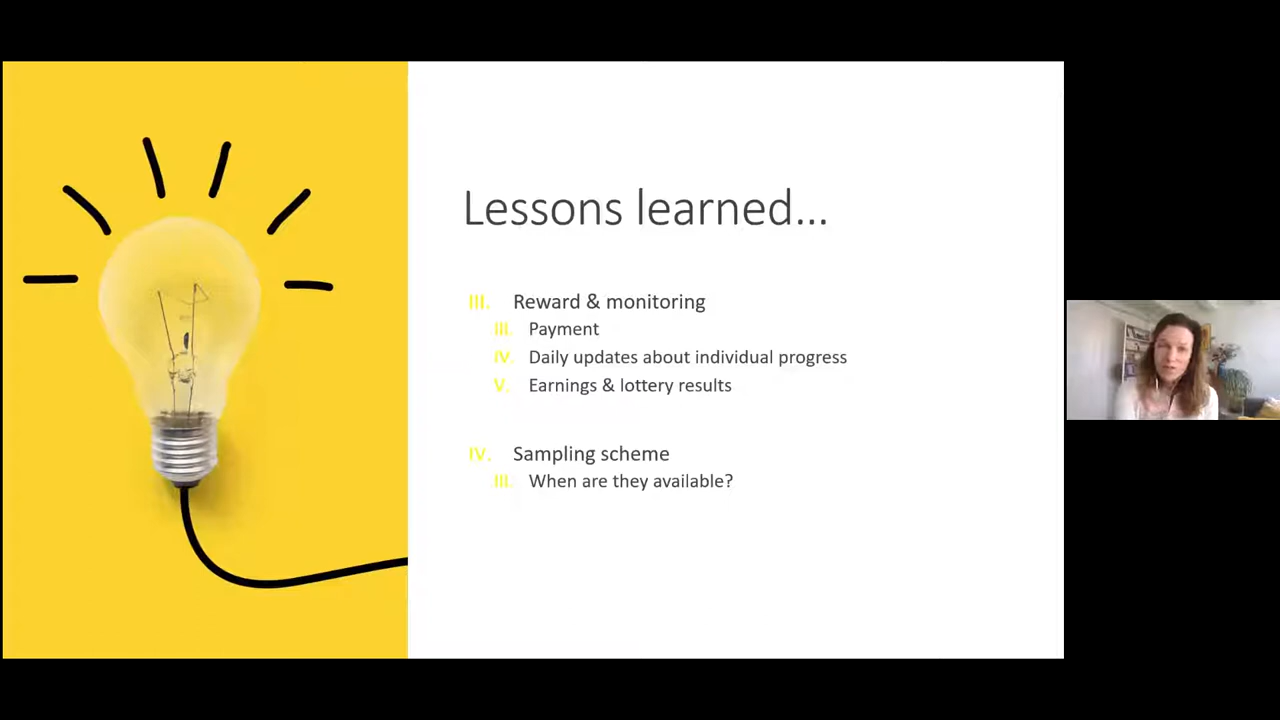 Lessons learned...
III. Reward & monitoring
III. Payment
IV. Daily updates about individual progress
V. Earnings & lottery results
IV. Sampling scheme
III. When are they available?